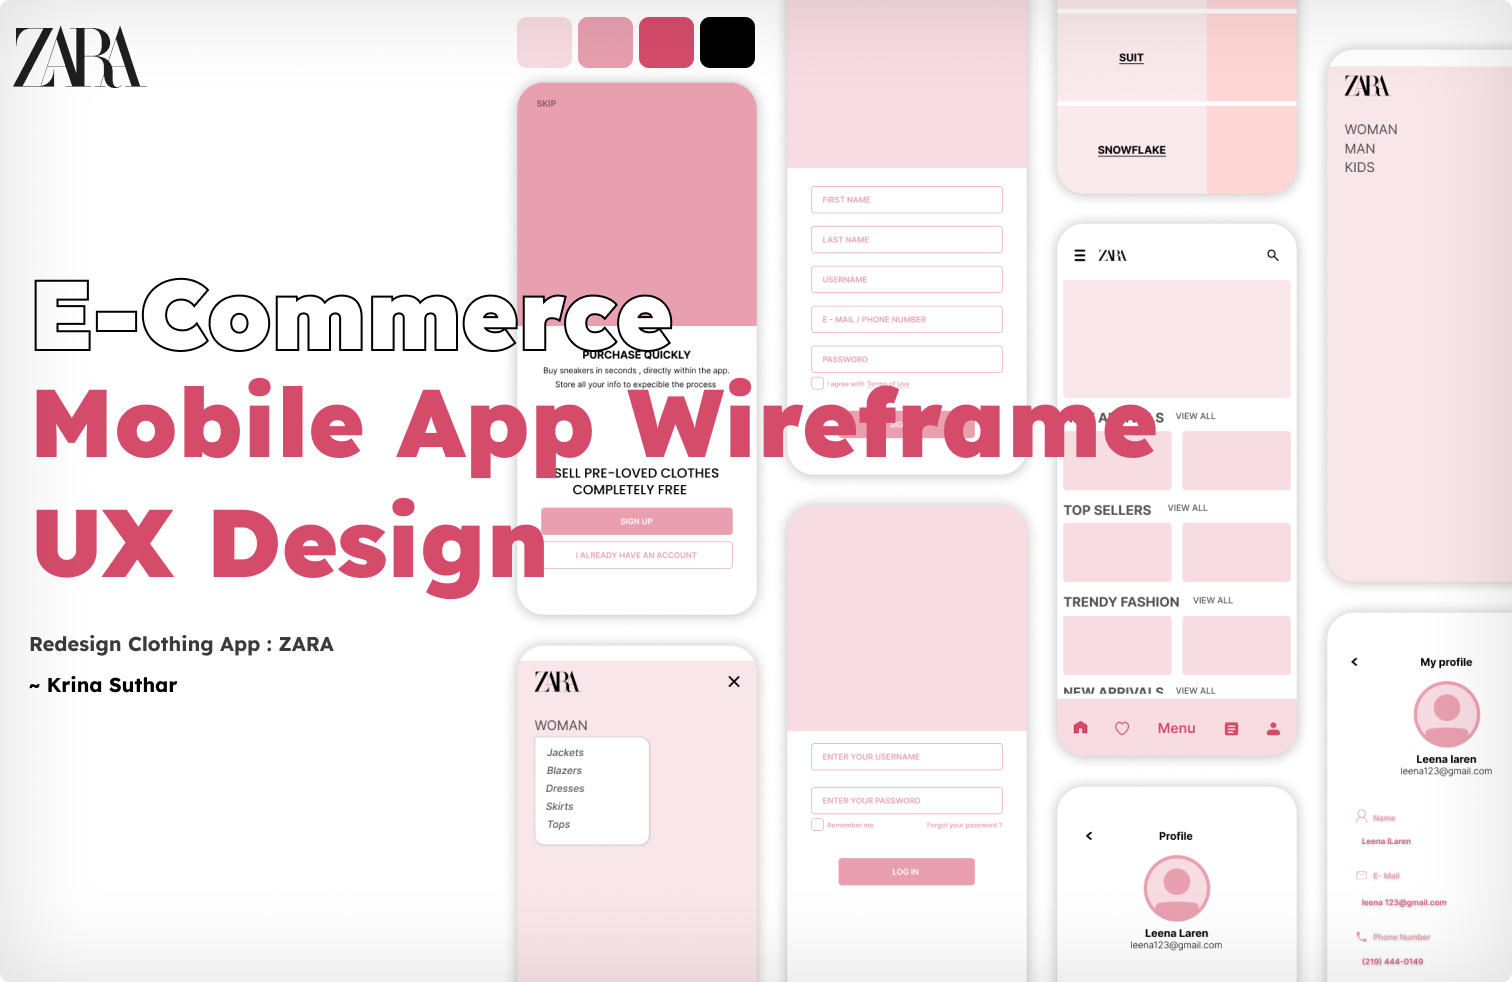 ZARA
E-Commerce
Mobile App Wireframe
UX Design
Redesign Clothing App : ZARA
~ Krina Suthar
SKIP
PURCHASE QUICKLY
Buy sneakers in seconds , directly within the app.
Store all your info to expecible the process
SELL PRE-LOVED CLOTHES
COMPLETELY FREE
SIGN UP
I ALREADY HAVE AN ACCOUNT
ZARA
WOMAN
Jackets
Blazers
Dresses
Skirts
Tops
FIRST NAME
LAST NAME
USERNAME
E - MAIL / PHONE NUMBER
PASSWORD
I agree with Terms of Use
ENTER YOUR USERNAME
ENTER YOUR PASSWORD
Remember me
Forgot your password ?
LOG IN
SUIT
SNOWFLAKE
ZARA
VIEW ALL
TOP SELLERS
VIEW ALL
TRENDY FASHION
VIEW ALL
NEW ARRIVALS
VIEW ALL
Menu
Profile
Leena Laren
leena123@gmail.com
ZARA
WOMAN
MAN
KIDS
My profile
Leena laren
leena123@gmail.com
Name
Leena lLaren
E- Mail
leena 123@gmail.com
Phone Number
(219) 444-0149